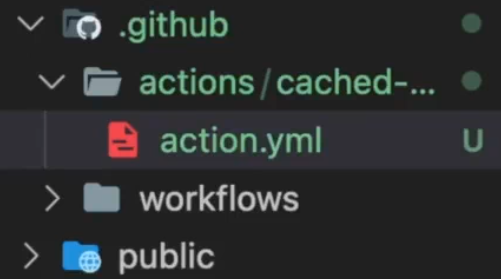 .github
actions/cached-...
action.yml U
workflows
public